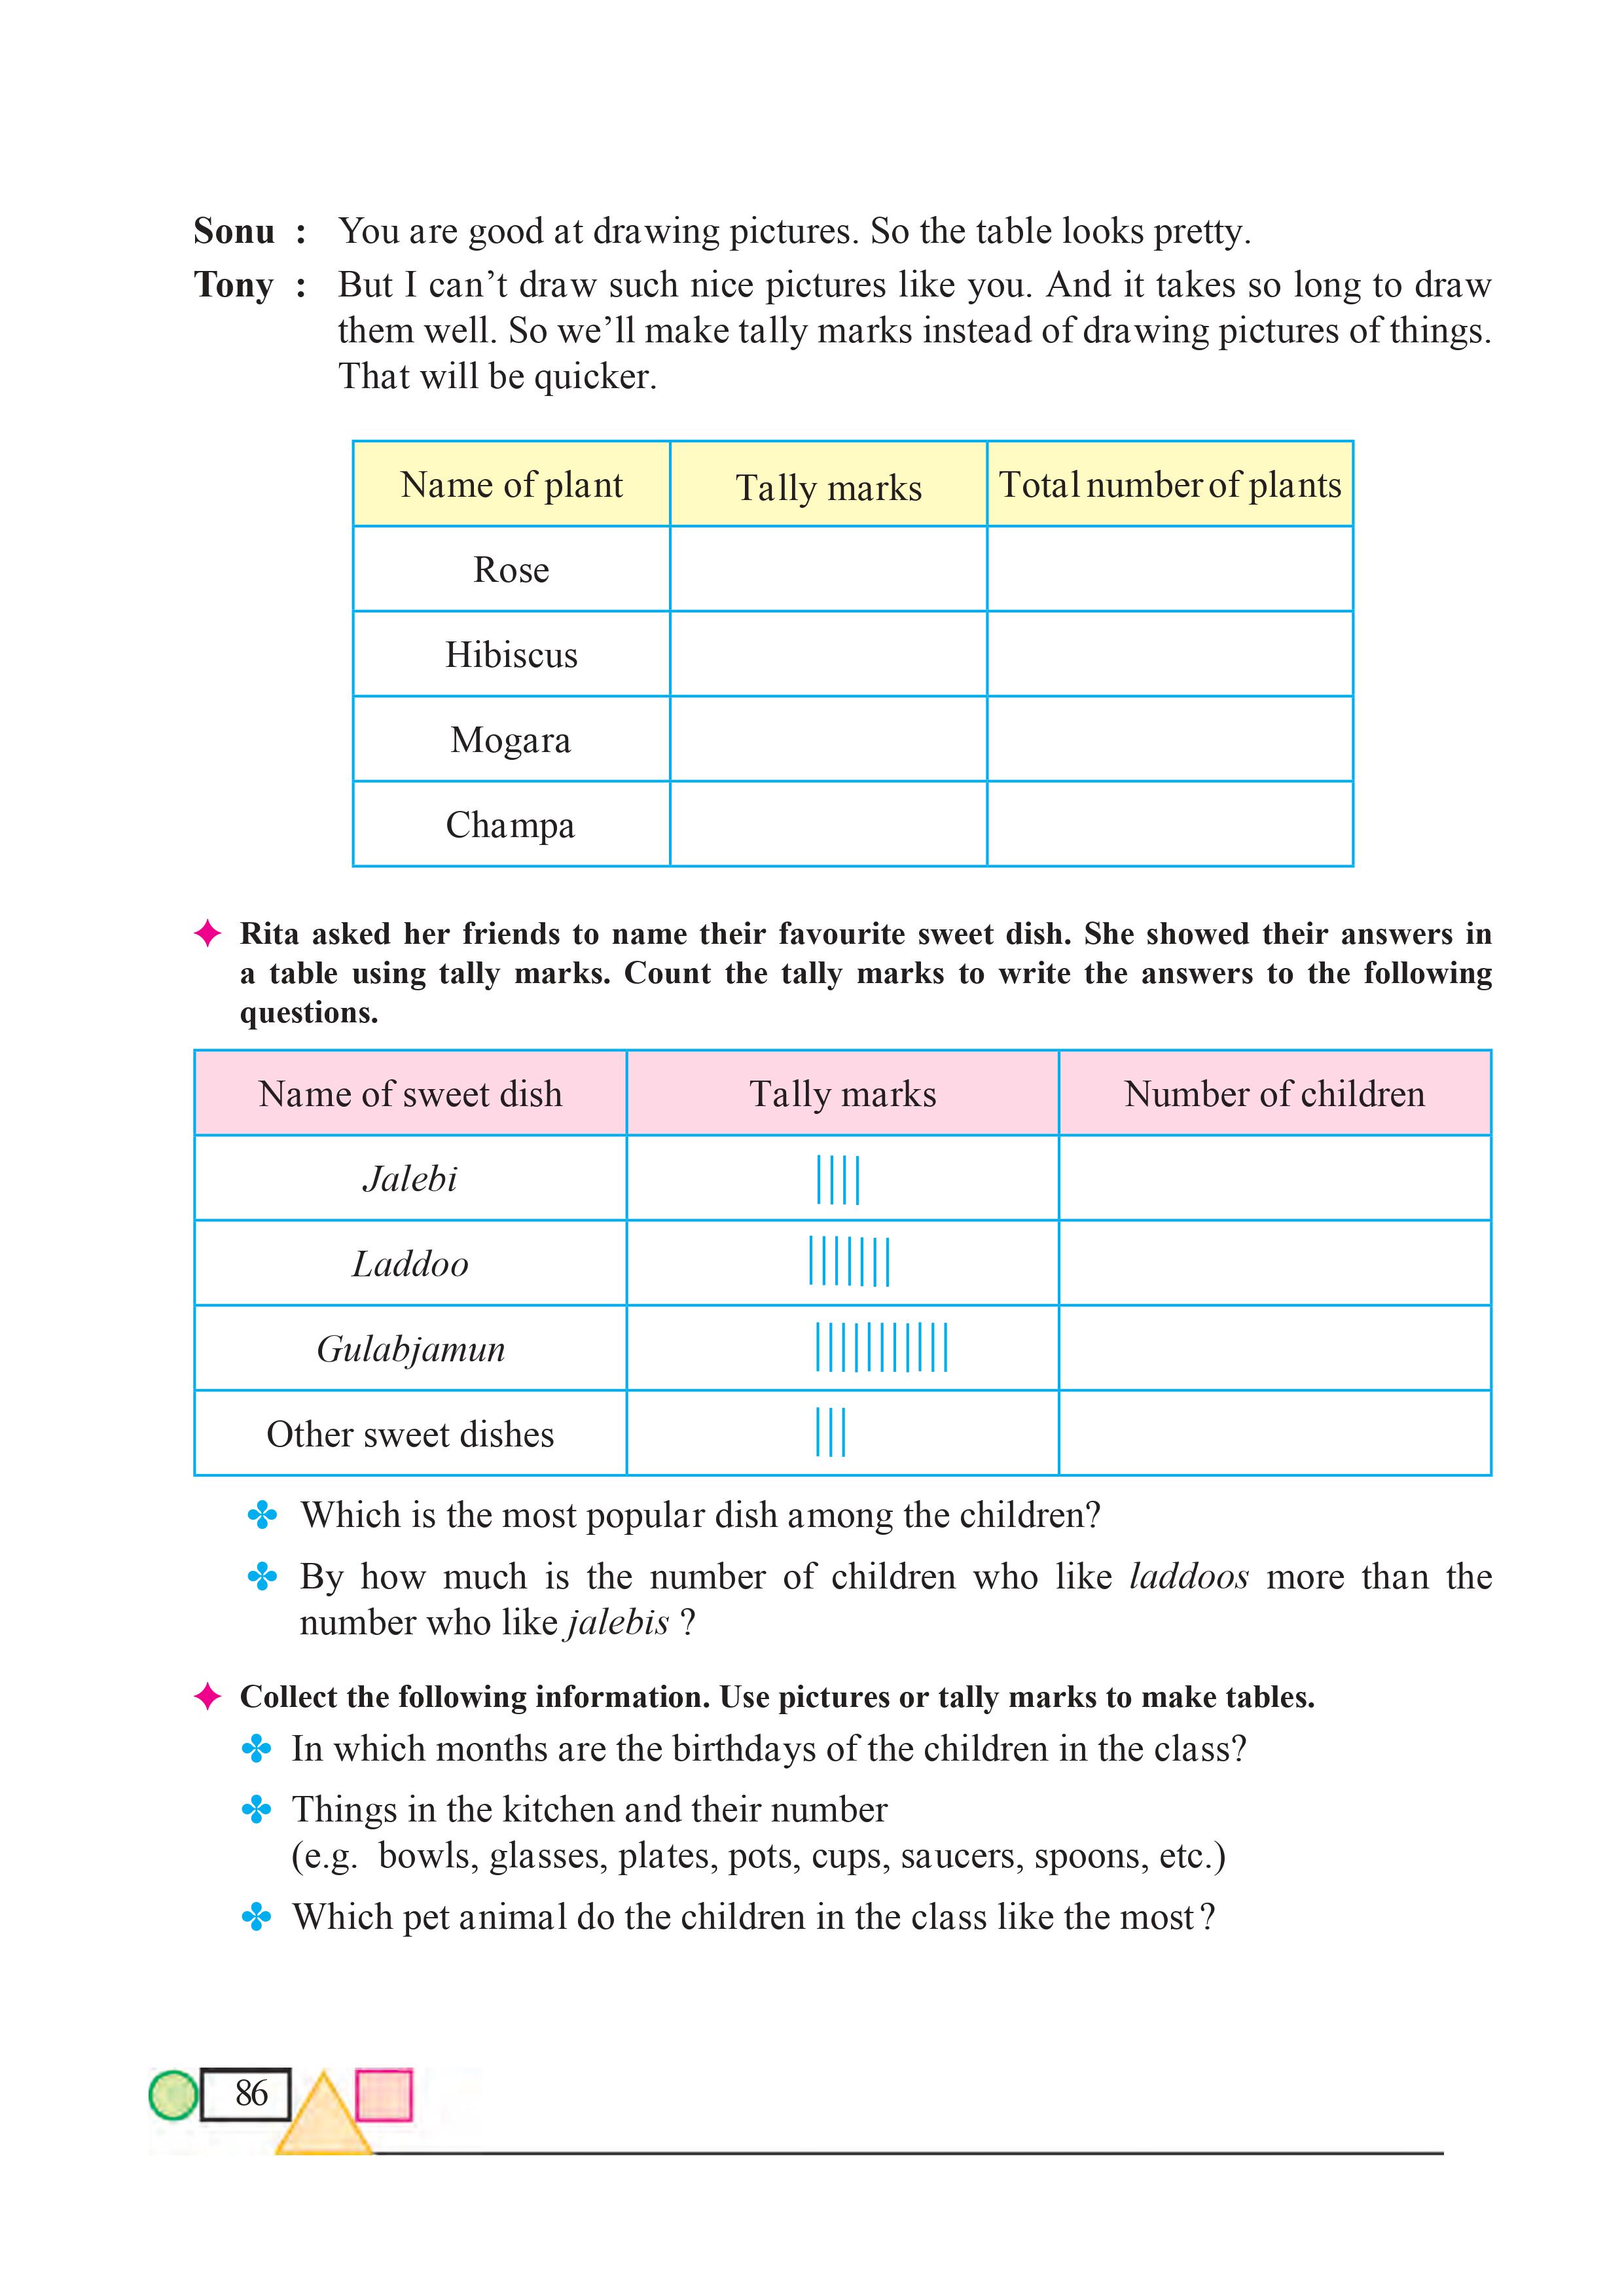 Sonu : You are good at drawing pictures. So the table looks pretty.
Tony : But I can’t draw such nice pictures like you. And it takes so long to draw
them well. So we’ll make tally marks instead of drawing pictures of things.
That will be quicker.
Name of plant Tally marks Total number of plants
Rose
Hibiscus
Mogara
Champa
Rita asked her friends to name their favourite sweet dish. She showed their answers in
a table using tally marks. Count the tally marks to write the answers to the following
questions.
Name of sweet dish Tally marks Number of children
Jalebi ||||
Laddoo |||||||
Gulabjamun |||||||||||
Other sweet dishes |||
Which is the most popular dish among the children?
By how much is the number of children who like laddoos more than the
number who like jalebis ?
Collect the following information. Use pictures or tally marks to make tables.
In which months are the birthdays of the children in the class?
Things in the kitchen and their number
(e.g. bowls, glasses, plates, pots, cups, saucers, spoons, etc.)
Which pet animal do the children in the class like the most ?
86